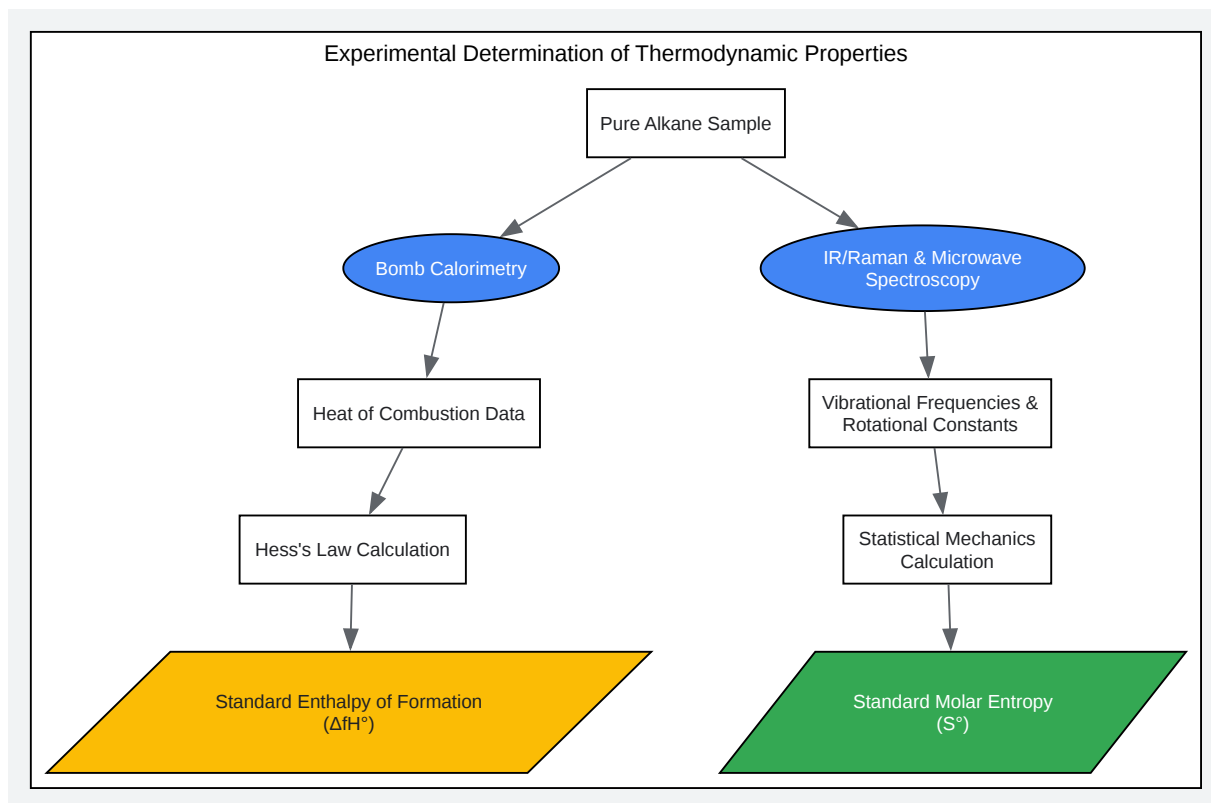 Experimental Determination of Thermodynamic Properties
Pure Alkane Sample
Bomb Calorimetry
IR/Raman & Microwave
Spectroscopy
Heat of Combustion Data
Vibrational Frequencies &
Rotational Constants
Hess's Law Calculation
Statistical Mechanics
Calculation
Standard Enthalpy of Formation
(ΔfH°)
Standard Molar Entropy
(S°)